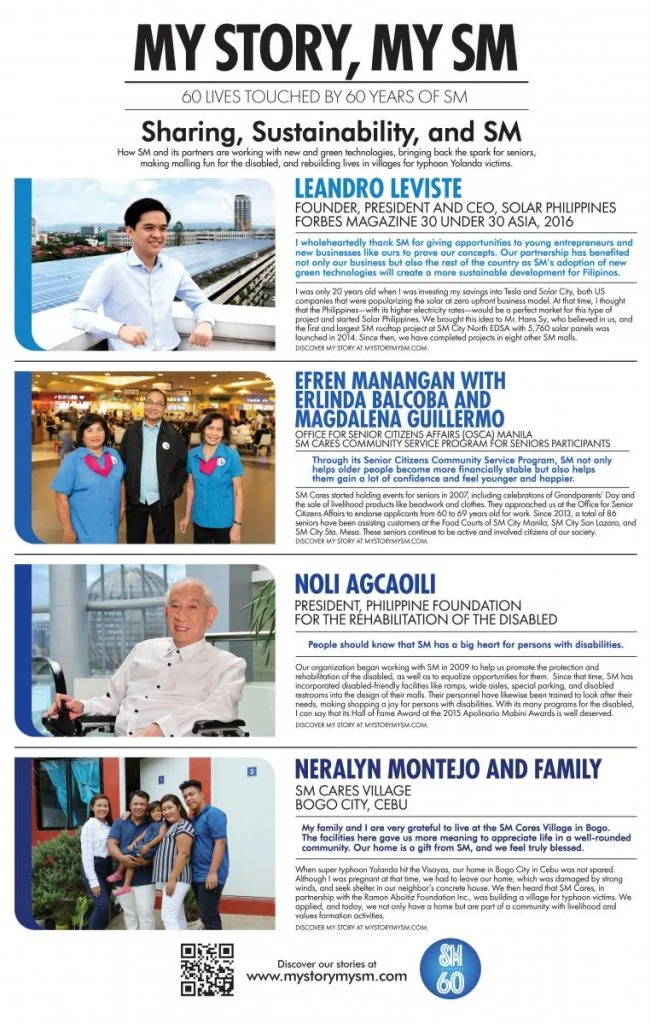 MY STORY, MY SM
60 LIVES TOUCHED BY 60 YEARS OF SM
Sharing, Sustainability, and SM
How SM and its partners are working with new and green technologies, bringing back the spark for seniors,
making malling fun for the disabled, and rebuilding lives in villages for typhoon Yolanda victims.
LEANDRO LEVISTE
FOUNDER, PRESIDENT AND CEO, SOLAR PHILIPPINES
FORBES MAGAZINE 30 UNDER 30 ASIA, 2016
I wholeheartedly thank SM for giving opportunities to young entrepreneurs and
new businesses like ours to prove our concepts. Our partnership has benefited
not only our business but also the rest of the country as SM's adoption of new
green technologies will create a more sustainable development for Filipinos.
I was only 20 years old when I was investing my savings into Tesla and Solar City, both US
companies that were popularizing the solar at zero upfront business model. At that time, I thought
that the Philippines—with its higher electricity rates—would be a perfect market for this type of
project and started Solar Philippines. We brought this idea to Mr. Hans Sy, who believed in us, and
the first and largest SM rooftop project at SM City North EDSA with 5,760 solar panels was
launched in 2014. Since then, we have completed projects in eight other SM malls.
DISCOVER MY STORY AT MYSTORYMYSM.COM.
EFREN MANANGAN WITH
ERLINDA BALCOBA AND
MAGDALENA GUILLERMO
OFFICE FOR SENIOR CITIZENS AFFAIRS (OSCA) MANILA
SM CARES COMMUNITY SERVICE PROGRAM FOR SENIORS PARTICIPANTS
Through its Senior Citizens Community Service Program, SM not only
helps older people become more financially stable but also helps
them gain a lot of confidence and feel younger and happier.
SM Cares started holding events for seniors in 2007, including celebrations of Grandparents' Day and
the sale of livelihood products like beadwork and clothes. They approached us at the Office for Senior
Citizens Affairs to endorse applicants from 60 to 69 years old for work. Since 2013, a total of 86
seniors have been assisting customers at the Food Courts of SM City Manila, SM City San Lazaro, and
SM City Sta. Mesa. These seniors continue to be active and involved citizens of our society.
DISCOVER MY STORY AT MYSTORYMYSM.COM.
NOLI AGCAOILI
PRESIDENT, PHILIPPINE FOUNDATION
FOR THE REHABILITATION OF THE DISABLED
People should know that SM has a big heart for persons with disabilities.
Our organization began working with SM in 2009 to help us promote the protection and
rehabilitation of the disabled, as well as to equalize opportunities for them. Since that time, SM has
incorporated disabled-friendly facilities like ramps, wide aisles, special parking, and disabled
restrooms into the design of their malls. Their personnel have likewise been trained to look after their
needs, making shopping a joy for persons with disabilities. With its many programs for the disabled,
I can say that its Hall of Fame Award at the 2015 Apolinario Mabini Awards is well deserved.
DISCOVER MY STORY AT MYSTORYMYSM.COM.
1
2
NERALYN MONTEJO AND FAMILY
SM CARES VILLAGE
BOGO CITY, CEBU
My family and I are very grateful to live at the SM Cares Village in Bogo.
The facilities here gave us more meaning to appreciate life in a well-rounded
community. Our home is a gift from SM, and we feel truly blessed.
When super typhoon Yolanda hit the Visayas, our home in Bogo City in Cebu was not spared.
Although I was pregnant at that time, we had to leave our home, which was damaged by strong
winds, and seek shelter in our neighbor's concrete house. We then heard that SM Cares, in
partnership with the Ramon Aboitiz Foundation Inc., was building a village for typhoon victims. We
applied, and today, we not only have a home but are part of a community with livelihood and
values formation activities.
DISCOVER MY STORY AT MYSTORYMYSM.COM.
Discover our stories at
www.mystorymysm.com
SM
60